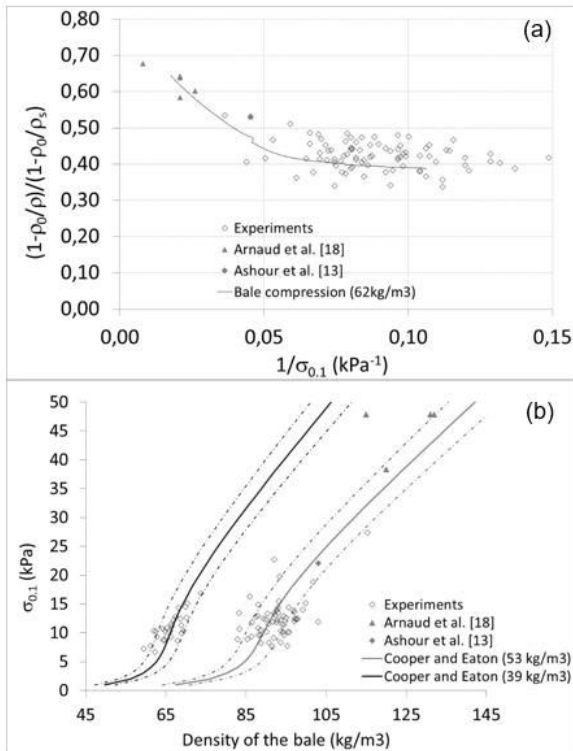 (a)
0,80
0,70
0,60
0,50
0,40
0,30
0,20
0,10
0,00
(1-ρ0/ρ)/(1-ρ0/ρs)
Experiments
Arnaud et al. [18]
Ashour et al. [13]
Bale compression (62kg/m3)
0,00 0,05 0,10 0,15
1/σ0.1 (kPa-1)
(b)
50
45
40
35
30
25
20
15
10
5
0
σ0.1 (kPa)
Experiments
Arnaud et al. [18]
Ashour et al. [13]
Cooper and Eaton (53 kg/m3)
Cooper and Eaton (39 kg/m3)
45 65 85 105 125 145
Density of the bale (kg/m3)